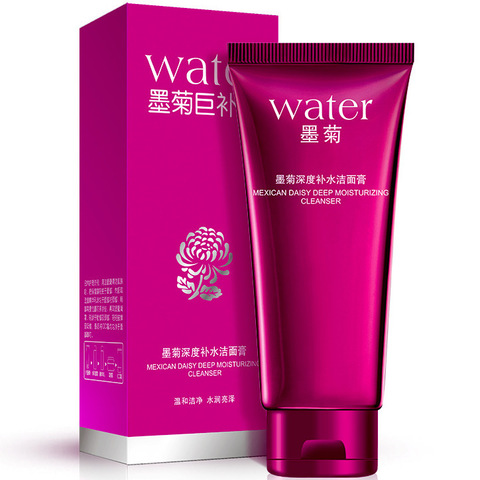 water
墨菊巨补
墨菊深度补水洁面膏
MEXICAN DAISY DEEP MOISTURIZING
CLEANSER
温和洁净 水润亮泽
water
墨菊
墨菊深度补水洁面膏
MEXICAN DAISY DEEP MOISTURIZING
CLEANSER